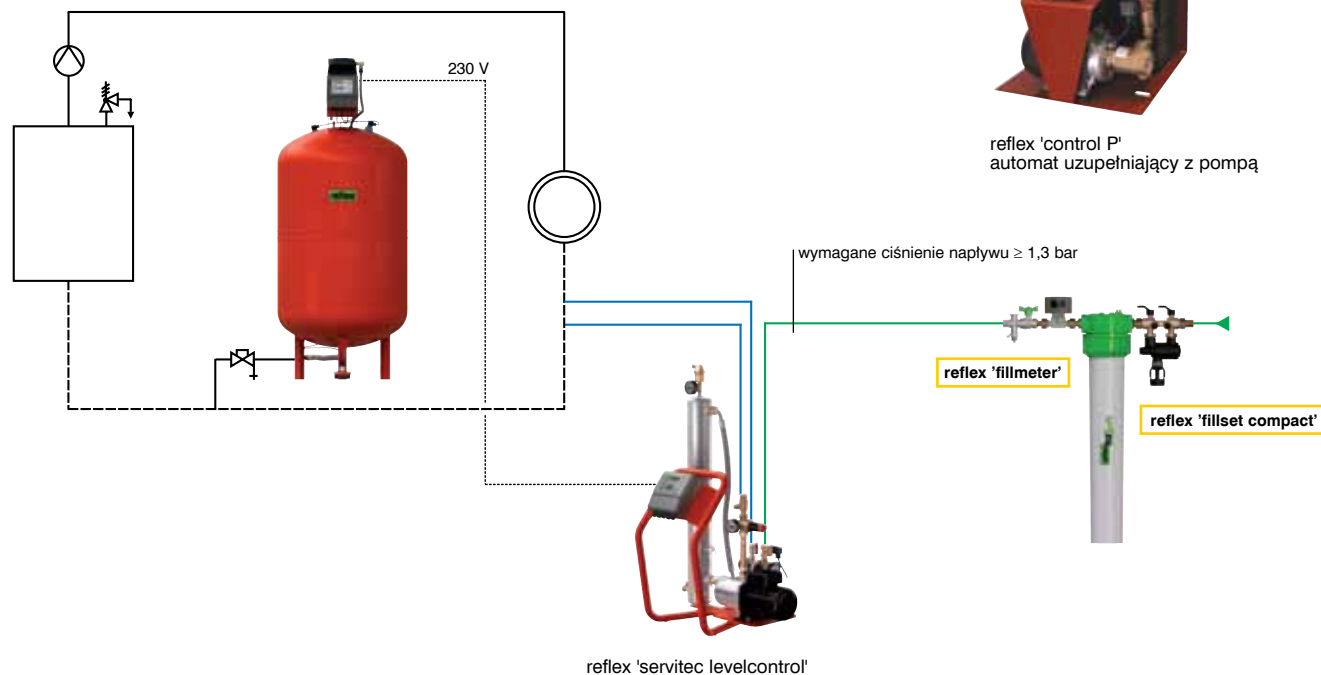 230 V
reflex 'control P'
automat uzupełniający z pompą
wymagane ciśnienie napływu ≥ 1,3 bar
reflex ’fillmeter’
reflex ’fillset compact’
reflex 'servitec levelcontrol'